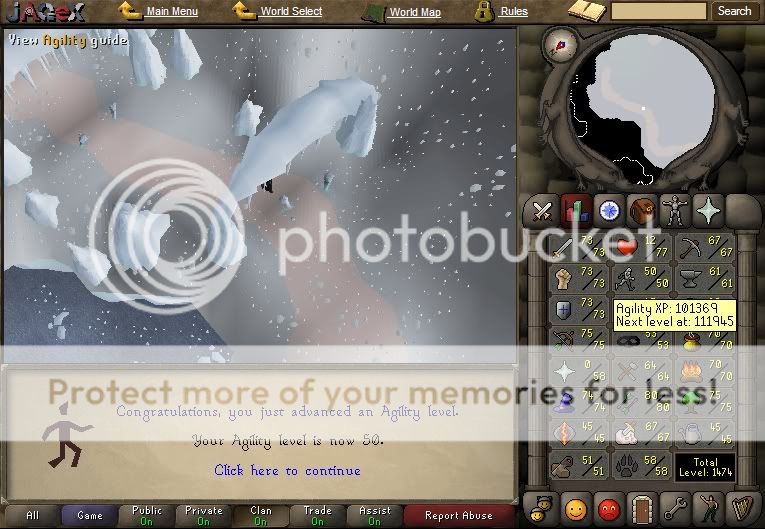 JAGeX
Main Menu
World Select
World Map
Rules
Search
View Agility guide
photobucket
73 73
12 77
67 67
73 73
50 50
61 61
73 73
Agility XP: 101369
Next level at: 111945
75 75
53
70 70
0 58
64 64
70 70
Protect more of your memories for less!
74 74
80 80
75 75
Congratulations, you just advanced an Agility level.
Your Agility level is now 50.
Click here to continue
45 45
67 67
45 45
51 51
58 58
Total
Level: 1474
All
Game
Public
On
Private
On
Clan
On
Trade
On
Assist
On
Report Abuse